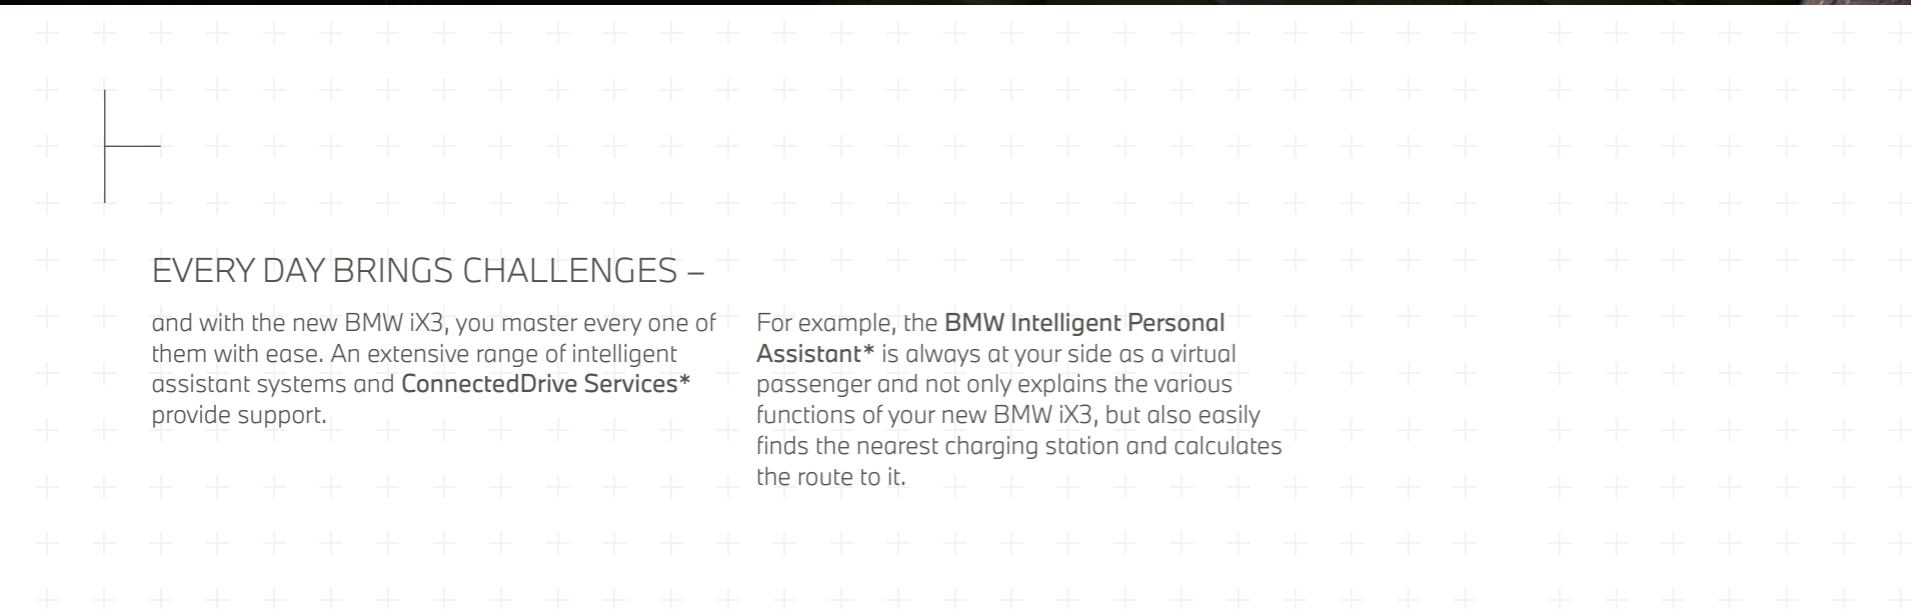 EVERY DAY BRINGS CHALLENGES –
and with the new BMW iX3, you master every one of
them with ease. An extensive range of intelligent
assistant systems and ConnectedDrive Services*
provide support.
For example, the BMW Intelligent Personal
Assistant* is always at your side as a virtual
passenger and not only explains the various
functions of your new BMW iX3, but also easily
finds the nearest charging station and calculates
the route to it.